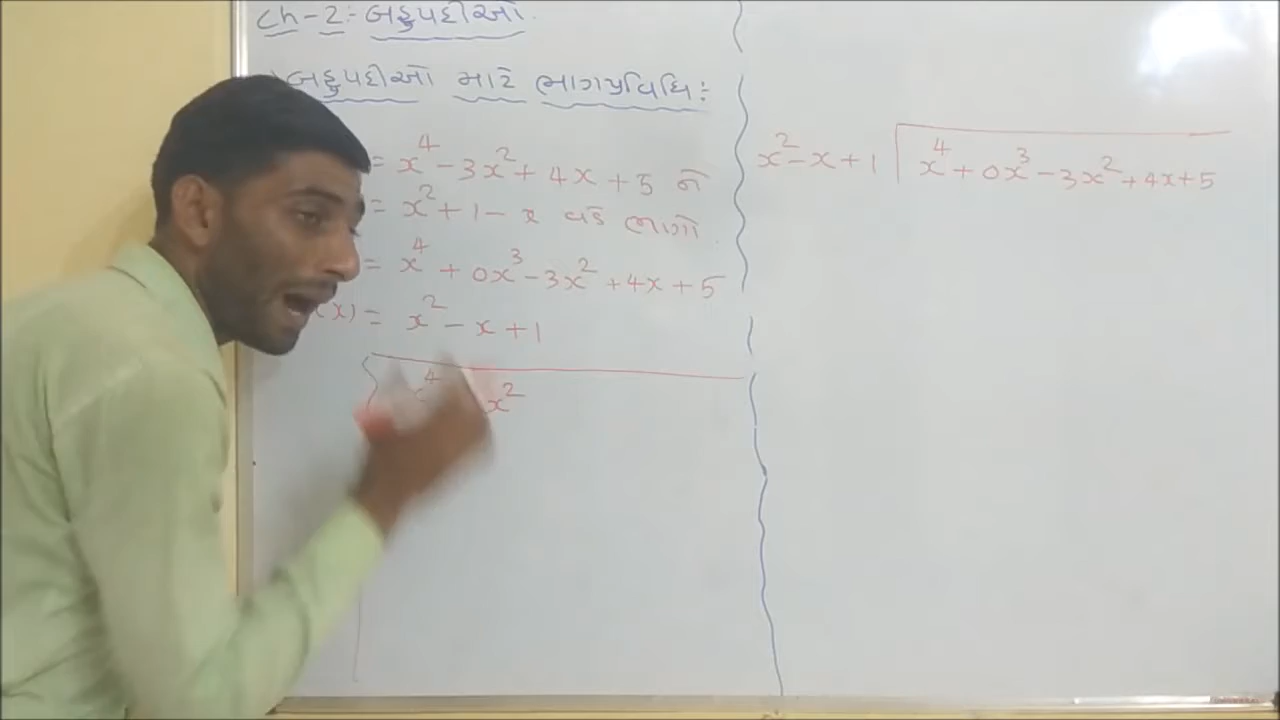 Ch-2:- બહુપદીઓ.
બહુપદીઓ માટે ભાગપ્રવિધિ:
= x⁴ - 3x² + 4x + 5 ને
= x² + 1 - x વડે ભાગો.
= x⁴ + 0x³ - 3x² + 4x + 5
(x) = x² - x + 1
x⁴ x²
x² - x + 1 | x⁴ + 0x³ - 3x² + 4x + 5